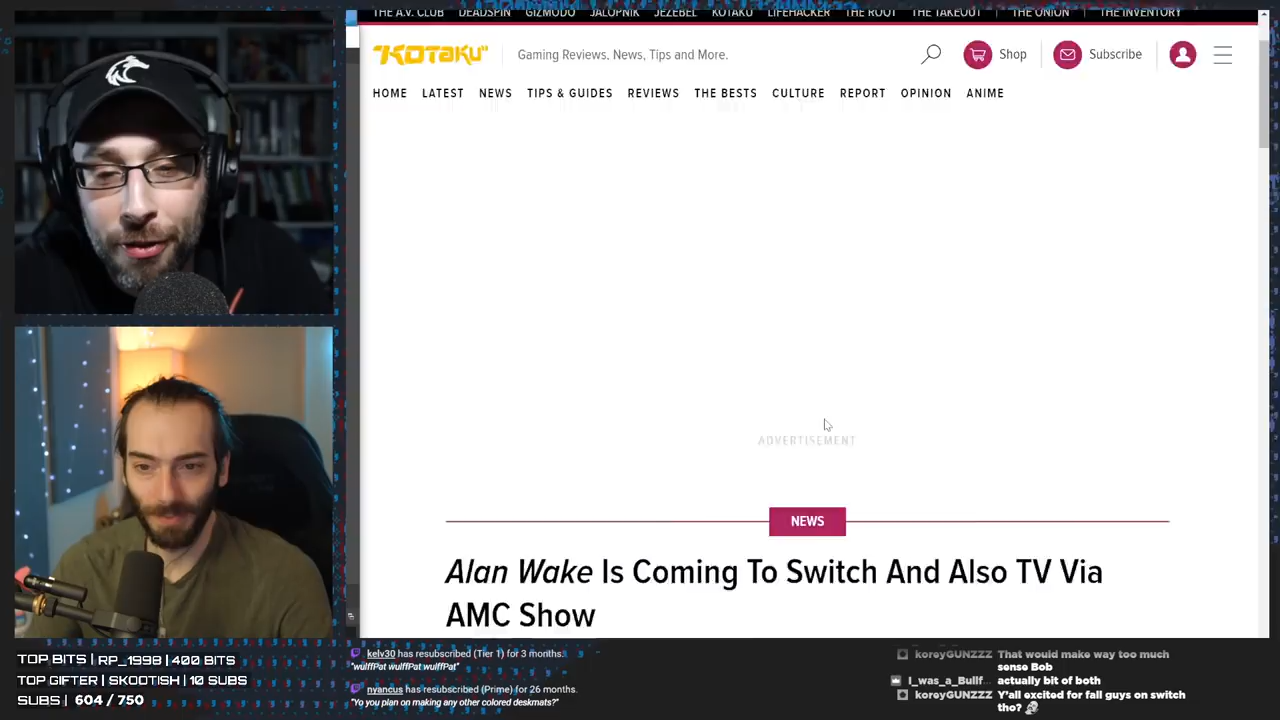 THE A.V. CLUB DEADSPIN GIZMODO JALOPNIK JEZEBEL KOTAKU LIFEHACKER THE ROOT THE TAKEOUT THE ONION THE INVENTORY
KOTAKU Gaming Reviews, News, Tips and More. Shop Subscribe
HOME LATEST NEWS TIPS & GUIDES REVIEWS THE BESTS CULTURE REPORT OPINION ANIME
ADVERTISEMENT
NEWS
Alan Wake Is Coming To Switch And Also TV Via
AMC Show
TOP BITS | RP_1998 | 400 BITS
TOP GIFTER | SKOOTISH | 10 SUBS
SUBS | 604 / 750
kelv30 has resubscribed (Tier 1) for 3 months.
"wulffPat wulffPat wulffPat"
nyancus has resubscribed (Prime) for 26 months.
"Yo you plan on making any other colored deskmats?"
koreyGUNZZZ That would make way too much
sense Bob
I_was_a_Bullf... actually bit of both
koreyGUNZZZ Y'all excited for fall guys on switch
tho?